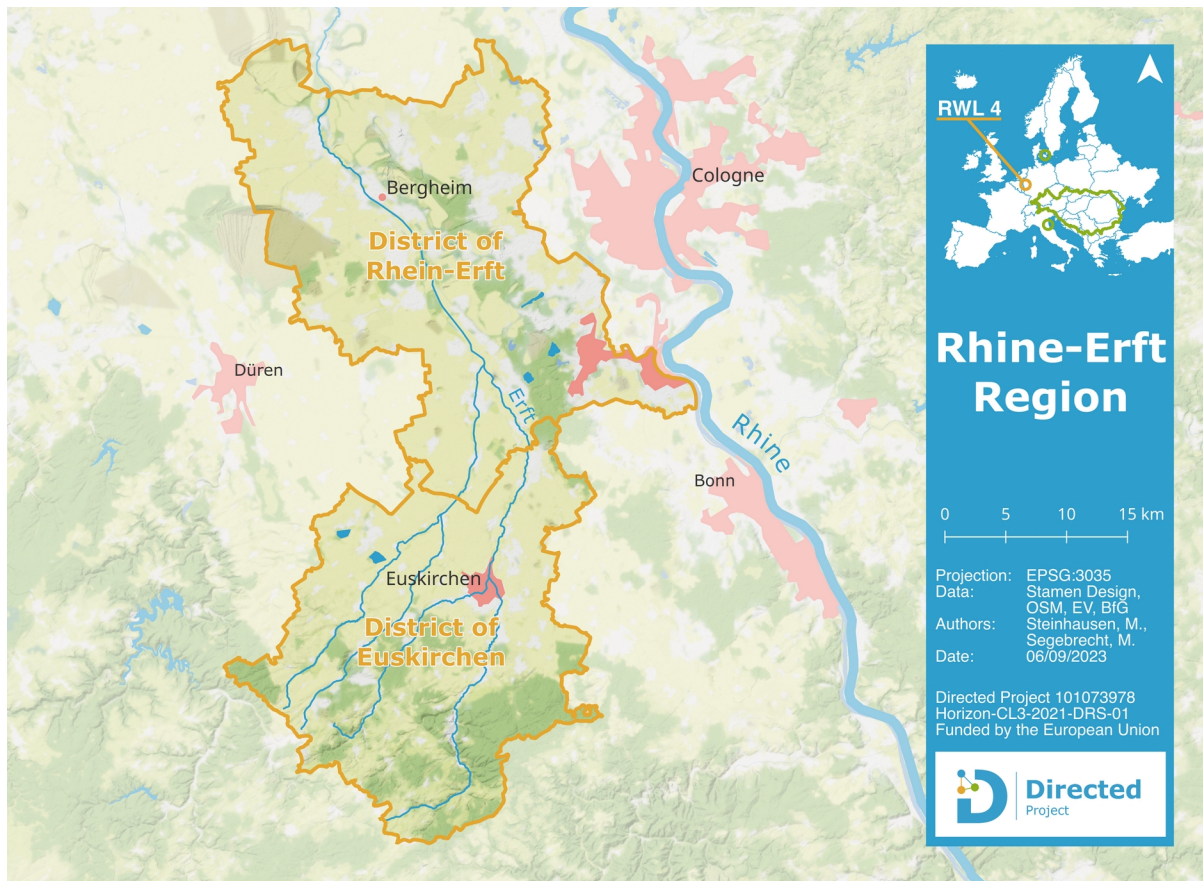 Bergheim
District of
Rhein-Erft
Cologne
Düren
Erft
Rhine
Bonn
Euskirchen
District of
Euskirchen
RWL 4
Rhine-Erft
Region
0 5 10 15 km
Projection: EPSG:3035
Data: Stamen Design,
OSM, EV, BfG
Authors: Steinhausen, M.,
Segebrecht, M.
Date: 06/09/2023
Directed Project 101073978
Horizon-CL3-2021-DRS-01
Funded by the European Union
D
Directed
Project